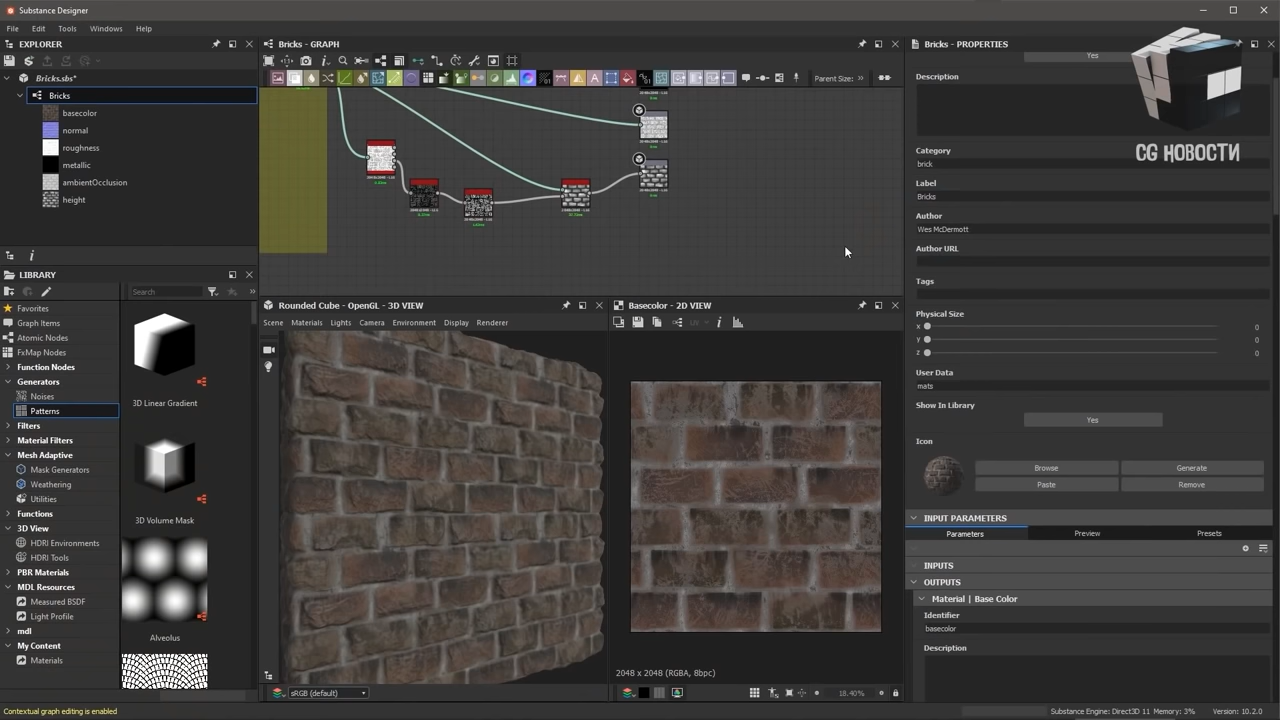 Substance Designer
File Edit Tools Windows Help
EXPLORER
Bricks.sbs*
Bricks
basecolor
normal
roughness
metallic
ambientOcclusion
height
LIBRARY
Search
Favorites
Graph Items
Atomic Nodes
FxMap Nodes
Function Nodes
Generators
Noises
Patterns
Filters
Material Filters
Mesh Adaptive
Mask Generators
Weathering
Utilities
Functions
3D View
HDRI Environments
HDRI Tools
PBR Materials
MDL Resources
Measured BSDF
Light Profile
mdl
My Content
Materials
3D Linear Gradient
3D Volume Mask
Alveolus
Bricks - GRAPH
Parent Size:
Rounded Cube - OpenGL - 3D VIEW
Scene Materials Lights Camera Environment Display Renderer
sRGB (default)
Basecolor - 2D VIEW
UV
2048 x 2048 (RGBA, 8bpc)
18.40%
Bricks - PROPERTIES
Yes
Description
Category
brick
Label
Bricks
Author
Wes McDermott
Author URL
Tags
Physical Size
x 0
y 0
z 0
User Data
mats
Show In Library
Yes
Icon
Browse Generate
Paste Remove
INPUT PARAMETERS
Parameters Preview Presets
INPUTS
OUTPUTS
Material | Base Color
Identifier
basecolor
Description
CG НОВОСТИ
Contextual graph editing is enabled
Substance Engine: Direct3D 11 Memory: 3% Version: 10.2.0